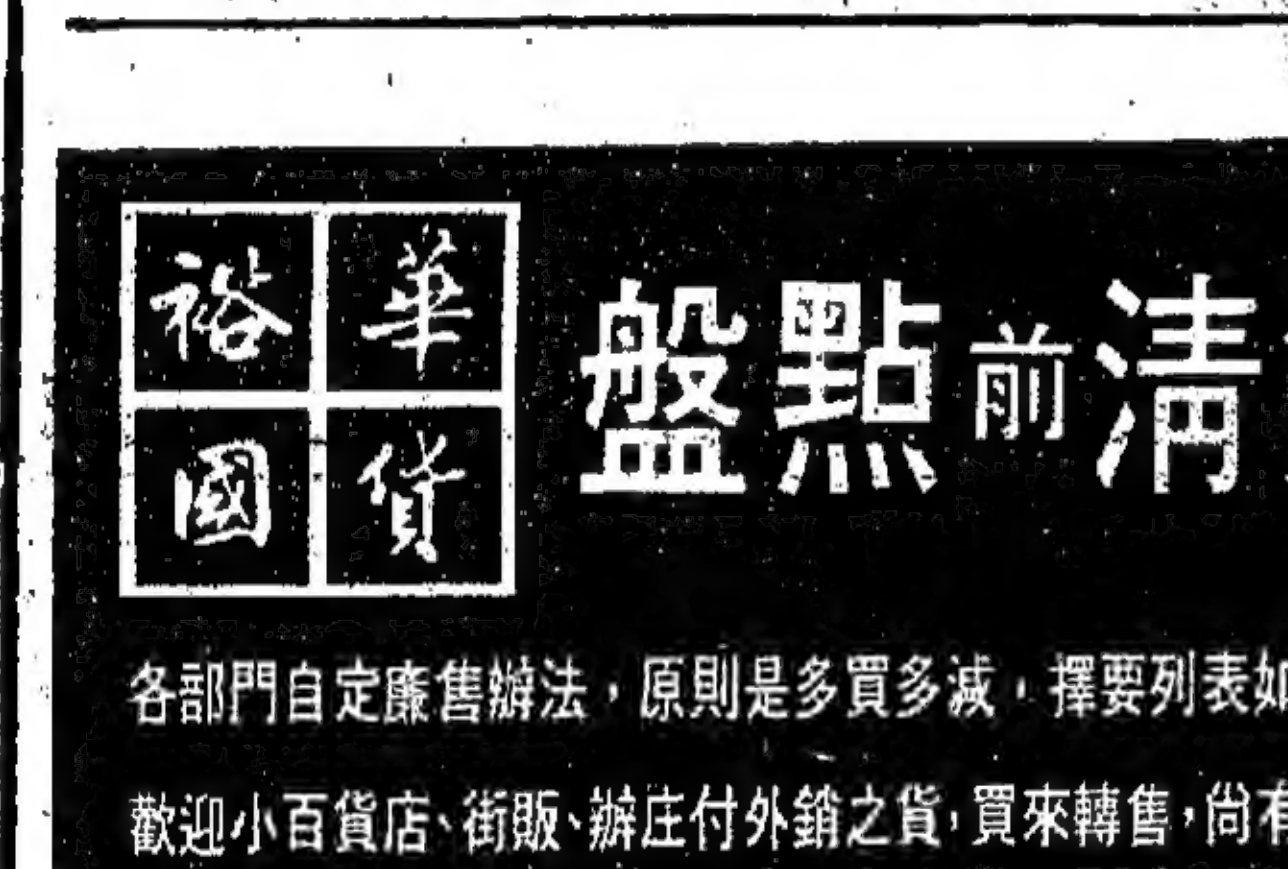 裕華
國貨
盤點前清
各部門自定廉售辦法，原則是多買多減，擇要列表如
歡迎小百貨店、街販、辦庄付外銷之貨，買來轉售，尚有